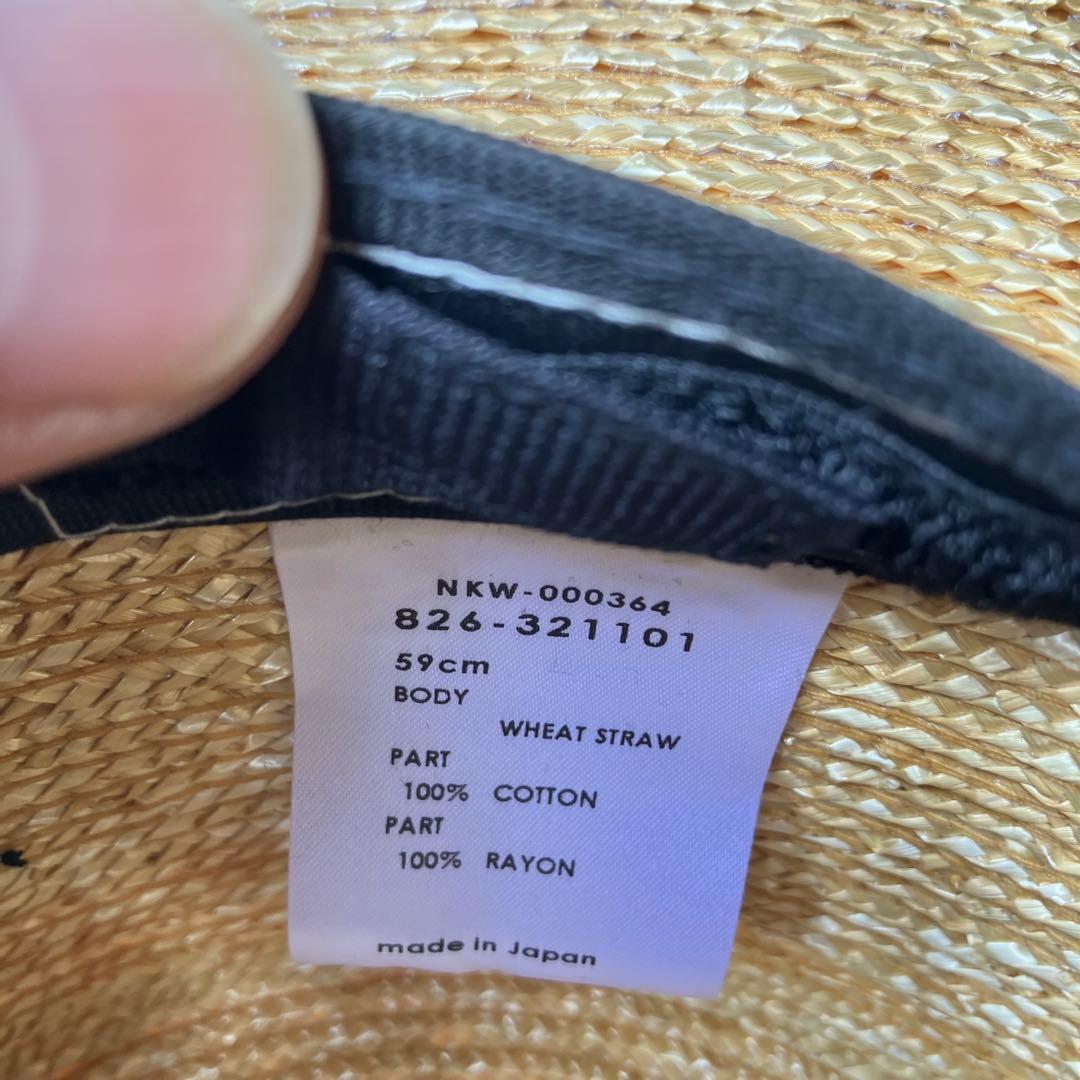 NKW-000364
826-321101
59cm
BODY
WHEAT STRAW
PART
100% COTTON
PART
100% RAYON
made in Japan